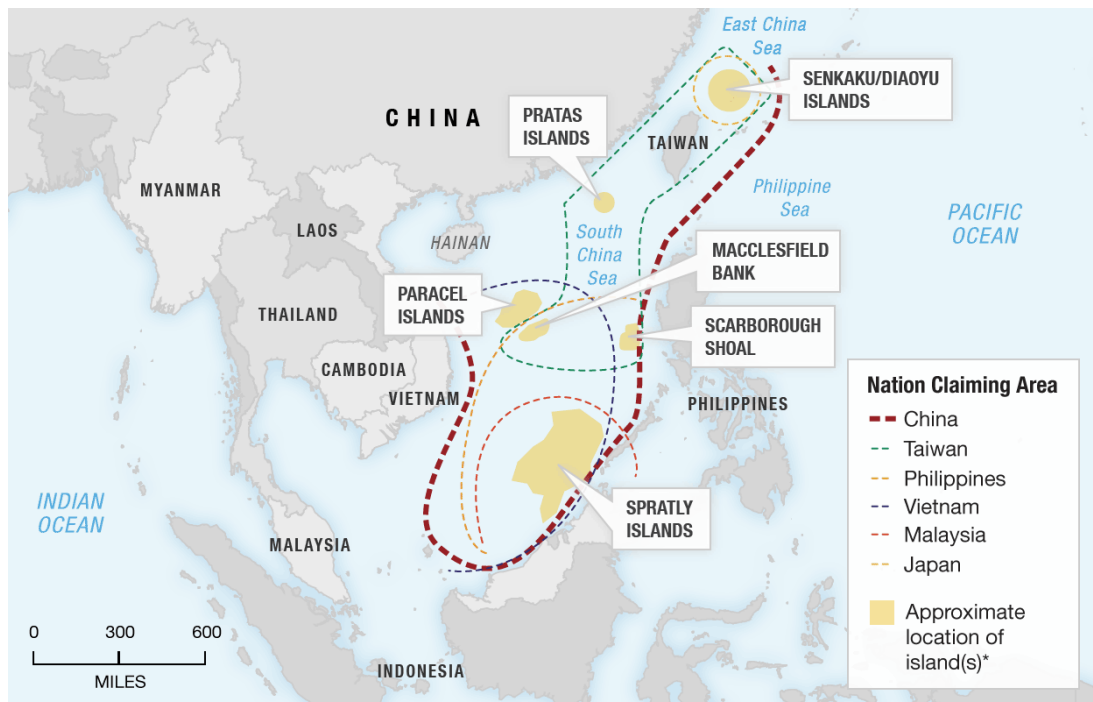 East China
Sea
SENKAKU/DIAOYU
ISLANDS
CHINA
PRATAS
ISLANDS
TAIWAN
MYANMAR
Philippine
Sea
PACIFIC
OCEAN
LAOS
HAINAN
South
China
Sea
MACCLESFIELD
BANK
PARACEL
ISLANDS
THAILAND
SCARBOROUGH
SHOAL
CAMBODIA
VIETNAM
PHILIPPINES
INDIAN
OCEAN
SPRATLY
ISLANDS
MALAYSIA
INDONESIA
0 300 600
MILES
Nation Claiming Area
China
Taiwan
Philippines
Vietnam
Malaysia
Japan
Approximate
location of
island(s)*